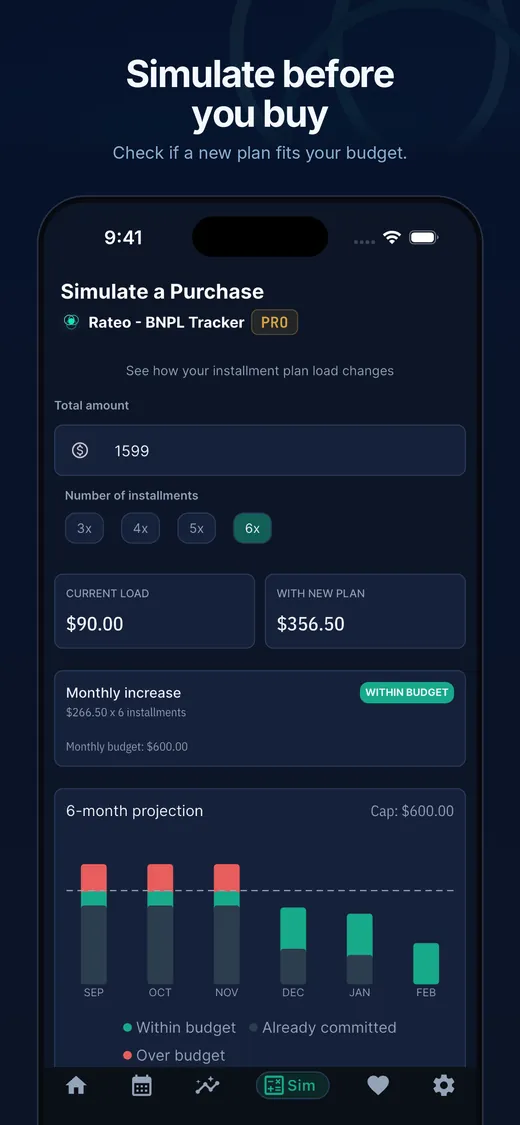 Simulate before
you buy
Check if a new plan fits your budget.
9:41
Simulate a Purchase
Rateo - BNPL Tracker PRO
See how your installment plan load changes
Total amount
1599
Number of installments
3x 4x 5x 6x
CURRENT LOAD WITH NEW PLAN
$90.00 $356.50
Monthly increase WITHIN BUDGET
$266.50 x 6 installments
Monthly budget: $600.00
6-month projection Cap: $600.00
SEP OCT NOV DEC JAN FEB
Within budget Already committed
Over budget
Sim